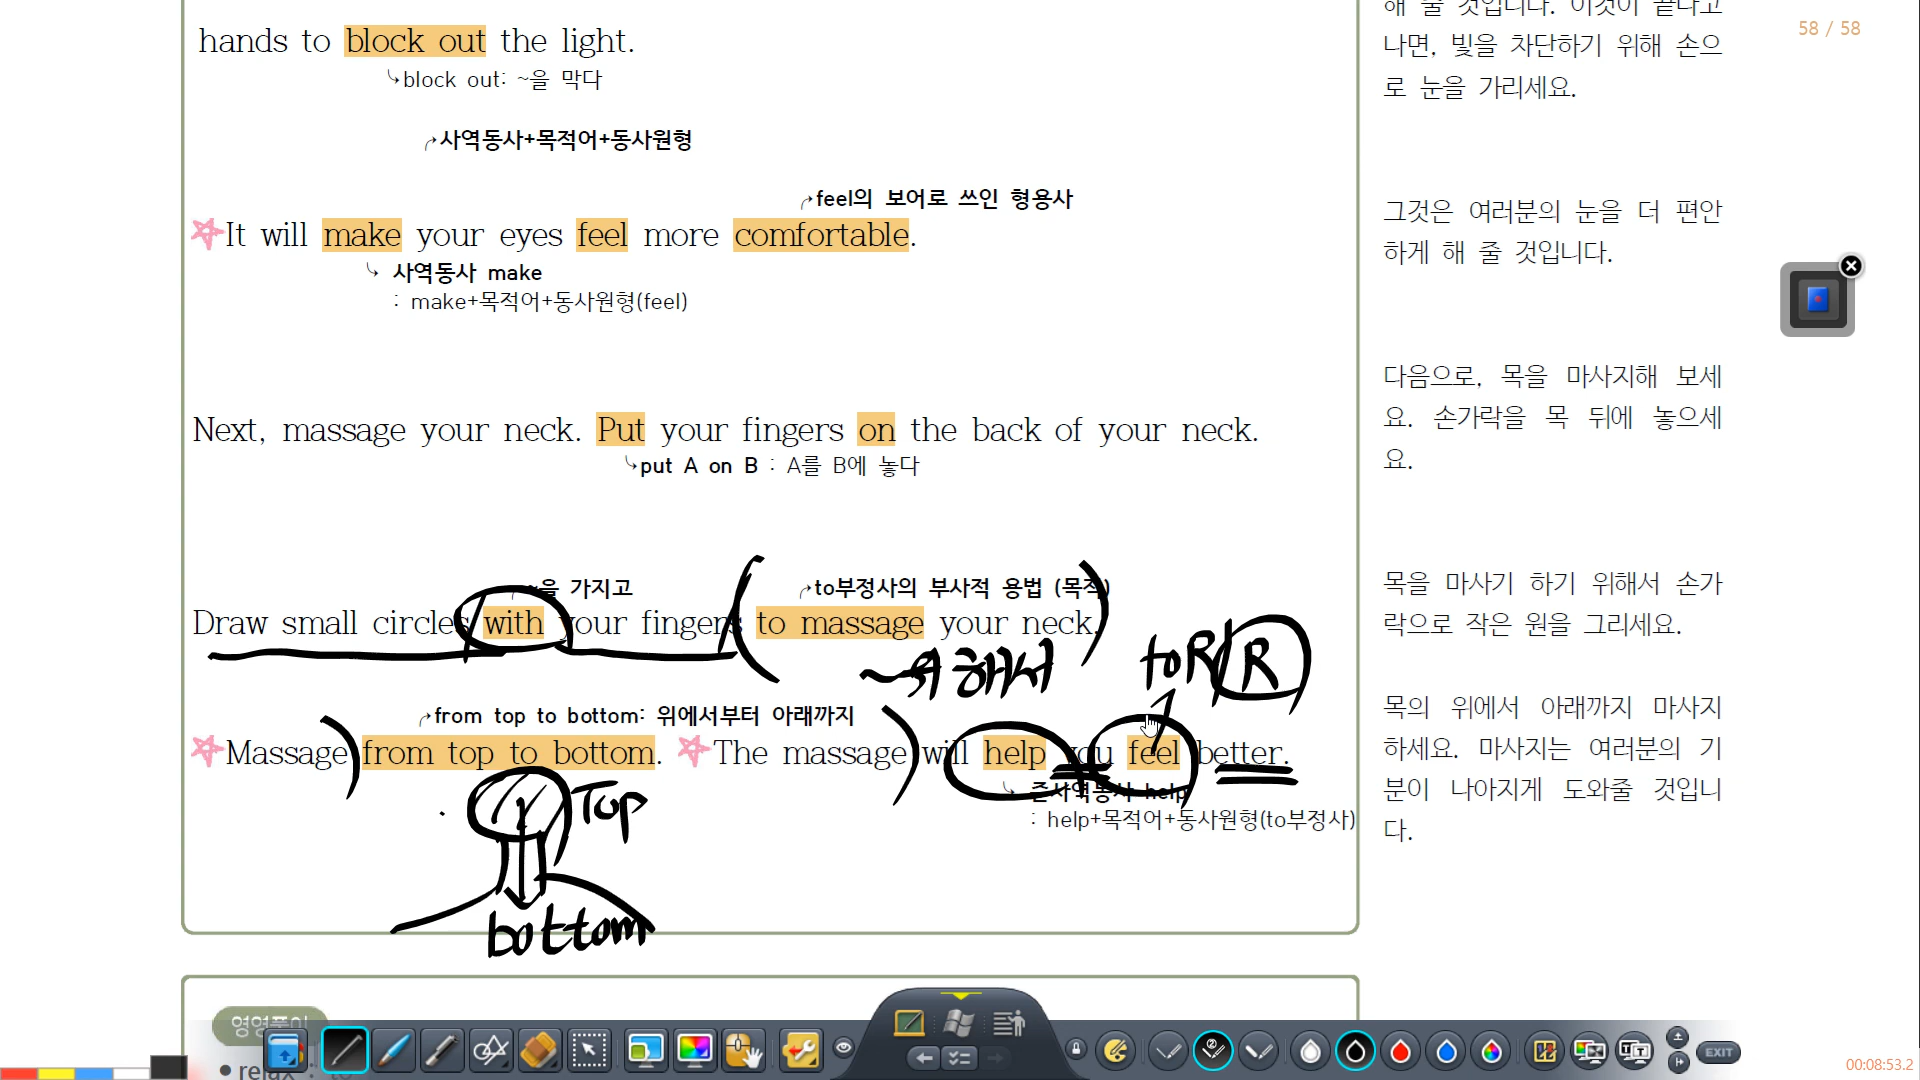 해 줄 것입니다. 이것이 끝나고
58 / 58
hands to block out the light.
나면, 빛을 차단하기 위해 손으
↳block out: ~을 막다
로 눈을 가리세요.
사역동사+목적어+동사원형
feel의 보어로 쓰인 형용사
It will make your eyes feel more comfortable.
그것은 여러분의 눈을 더 편안
하게 해 줄 것입니다.
↳ 사역동사 make
: make+목적어+동사원형(feel)
Next, massage your neck. Put your fingers on the back of your neck.
↳put A on B : A를 B에 놓다
다음으로, 목을 마사지해 보세
요. 손가락을 목 뒤에 놓으세
요.
~을 가지고
to부정사의 부사적 용법 (목적)
Draw small circles with your fingers to massage your neck.
목을 마사기 하기 위해서 손가
락으로 작은 원을 그리세요.
~위해서
toR/R
from top to bottom: 위에서부터 아래까지
Massage from top to bottom. The massage will help you feel better.
목의 위에서 아래까지 마사지
하세요. 마사지는 여러분의 기
분이 나아지게 도와줄 것입니
다.
↳ 준사역동사 help
: help+목적어+동사원형(to부정사)
Top
bottom
영영풀이
● relax : to
EXIT
00:08:53.2